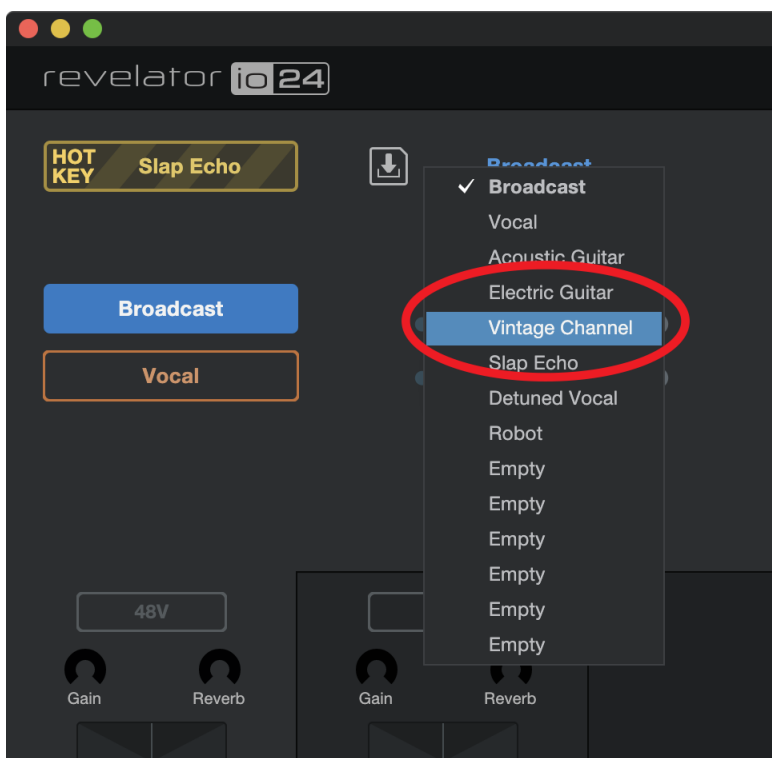 revelator io 24
HOT KEY Slap Echo
Broadcast
Broadcast
Vocal
Acoustic Guitar
Electric Guitar
Vintage Channel
Slap Echo
Detuned Vocal
Robot
Empty
Empty
Empty
Empty
Empty
Empty
Broadcast
Vocal
48V
Gain Reverb Gain Reverb